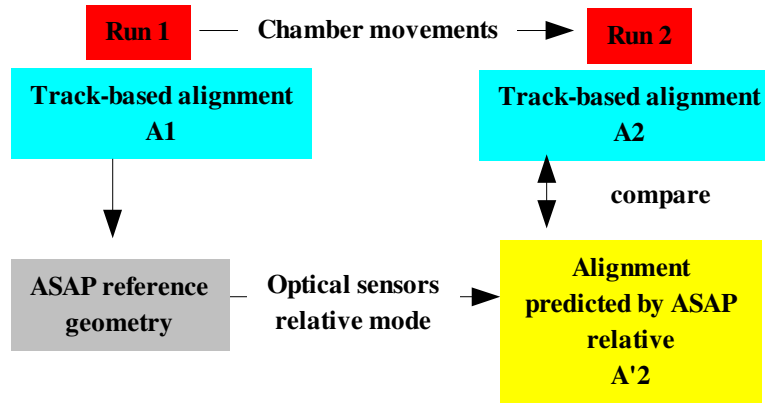 Run 1
Chamber movements
Run 2
Track-based alignment
A1
Track-based alignment
A2
compare
ASAP reference
geometry
Optical sensors
relative mode
Alignment
predicted by ASAP
relative
A'2